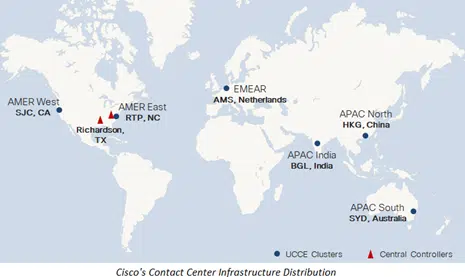 AMER West
SJC, CA
AMER East
RTP, NC
Richardson,
TX
EMEAR
AMS, Netherlands
APAC North
HKG, China
APAC India
BGL, India
APAC South
SYD, Australia
UCCE Clusters
Central Controllers
Cisco's Contact Center Infrastructure Distribution